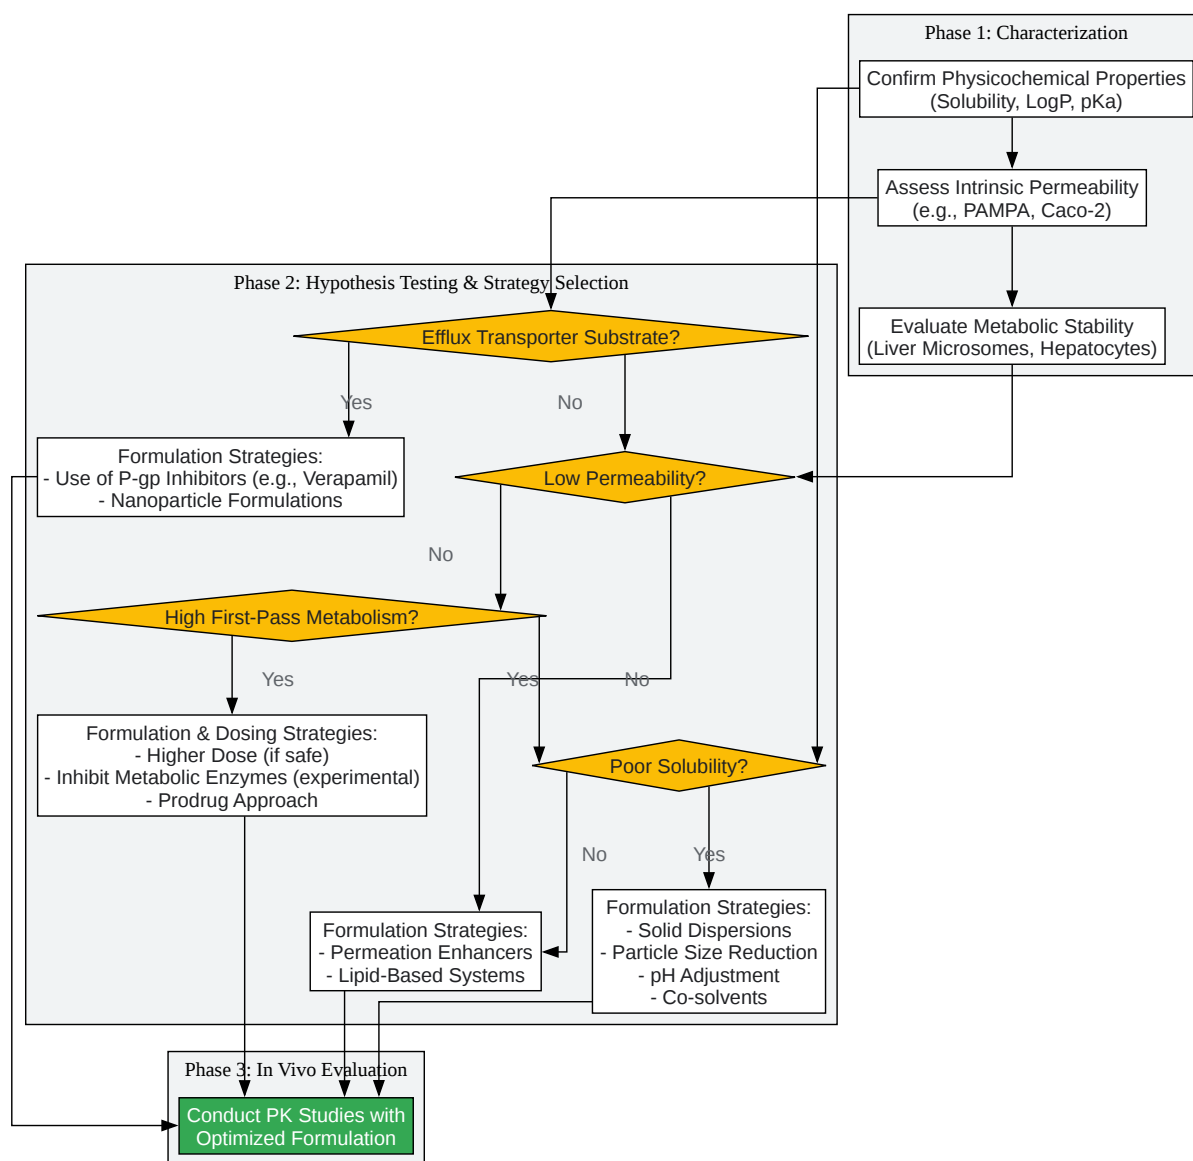 Phase 1: Characterization
Confirm Physicochemical Properties
(Solubility, LogP, pKa)
Assess Intrinsic Permeability
(e.g., PAMPA, Caco-2)
Evaluate Metabolic Stability
(Liver Microsomes, Hepatocytes)
Phase 2: Hypothesis Testing & Strategy Selection
Efflux Transporter Substrate?
Yes
No
Formulation Strategies:
- Use of P-gp Inhibitors (e.g., Verapamil)
- Nanoparticle Formulations
Low Permeability?
No
High First-Pass Metabolism?
Yes
Yes
No
Formulation & Dosing Strategies:
- Higher Dose (if safe)
- Inhibit Metabolic Enzymes (experimental)
- Prodrug Approach
Poor Solubility?
No
Yes
Formulation Strategies:
- Permeation Enhancers
- Lipid-Based Systems
Formulation Strategies:
- Solid Dispersions
- Particle Size Reduction
- pH Adjustment
- Co-solvents
Phase 3: In Vivo Evaluation
Conduct PK Studies with
Optimized Formulation